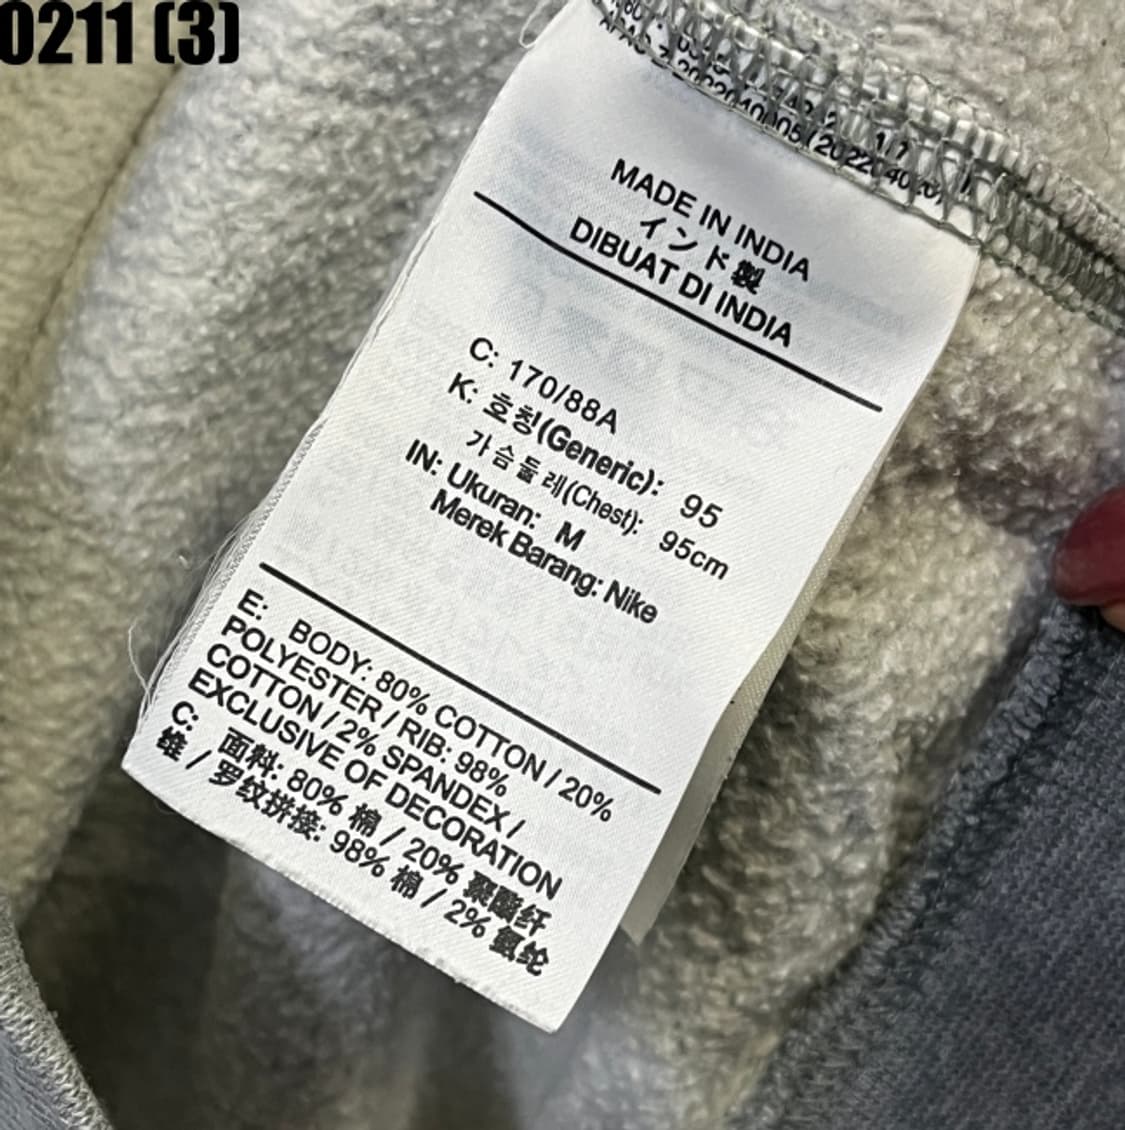 0211 (3)
MADE IN INDIA
インド製
DIBUAT DI INDIA
C: 170/88A
K: 호칭(Generic): 95
가슴둘레(Chest): 95cm
IN: Ukuran: M
Merek Barang: Nike
E: BODY: 80% COTTON / 20%
POLYESTER / RIB: 98%
COTTON / 2% SPANDEX /
EXCLUSIVE OF DECORATION
C: 面料: 80% 棉 / 20% 聚酯纤
维 / 罗纹拼接: 98% 棉 / 2% 氨纶